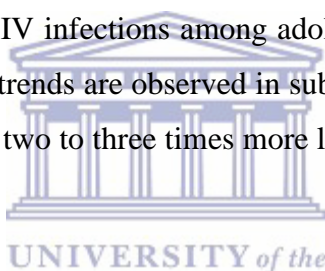 IV infections among adol
trends are observed in sub
two to three times more l
UNIVERSITY of the